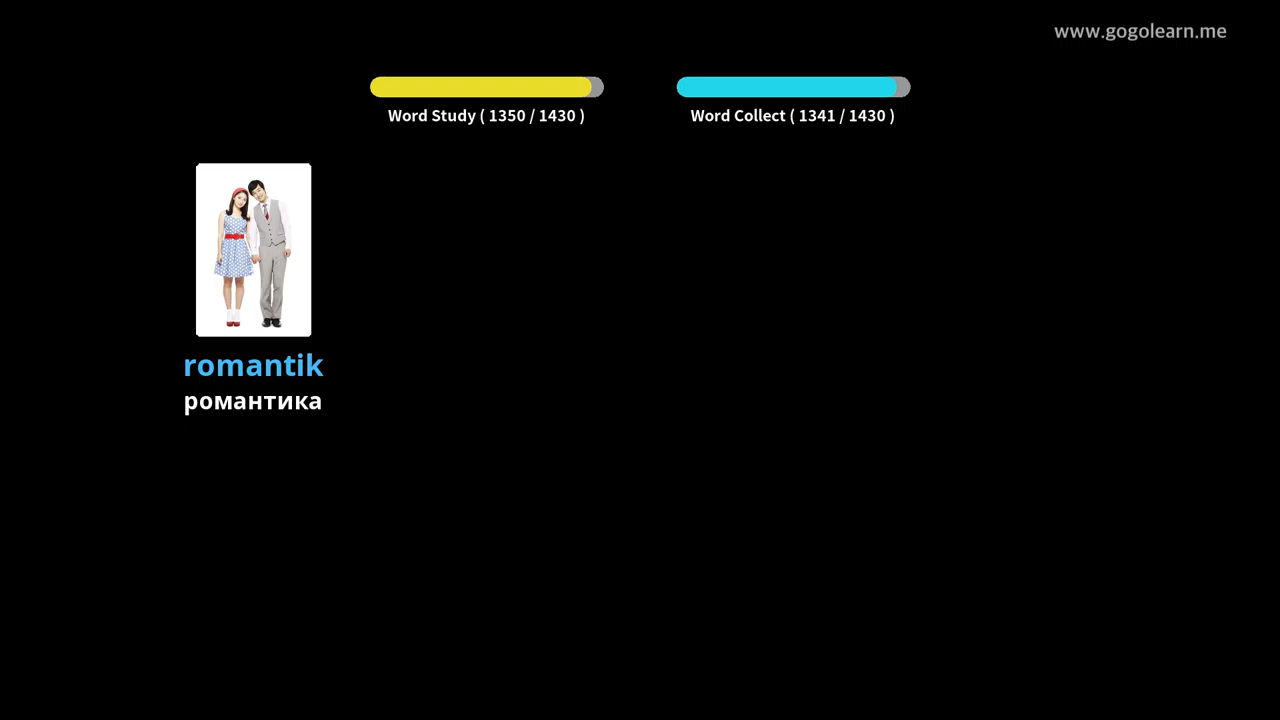 www.gogolearn.me
Word Study ( 1350 / 1430 )
Word Collect ( 1341 / 1430 )
romantik
романтика